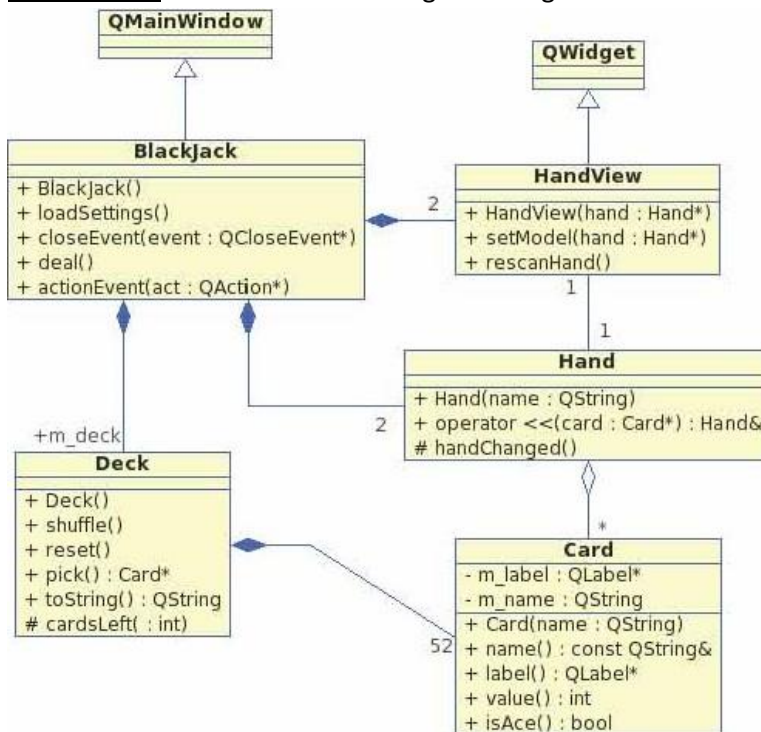 QMainWindow
QWidget
BlackJack
+ BlackJack()
+ loadSettings()
+ closeEvent(event : QCloseEvent*)
+ deal()
+ actionEvent(act : QAction*)
2
HandView
+ HandView(hand : Hand*)
+ setModel(hand : Hand*)
+ rescanHand()
1
1
Hand
+ Hand(name : QString)
+ operator <<(card : Card*) : Hand&
# handChanged()
2
+m_deck
Deck
+ Deck()
+ shuffle()
+ reset()
+ pick() : Card*
+ toString() : QString
# cardsLeft( : int)
*
52
Card
- m_label : QLabel*
- m_name : QString
+ Card(name : QString)
+ name() : const QString&
+ label() : QLabel*
+ value() : int
+ isAce() : bool